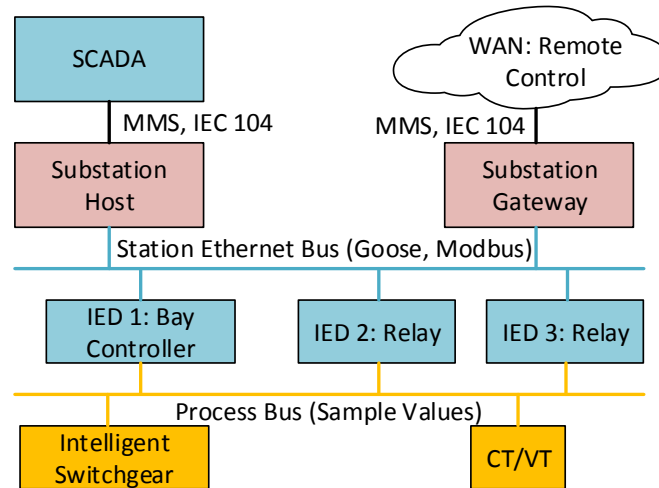 SCADA
WAN: Remote
Control
MMS, IEC 104
MMS, IEC 104
Substation
Host
Substation
Gateway
Station Ethernet Bus (Goose, Modbus)
IED 1: Bay
Controller
IED 2: Relay
IED 3: Relay
Process Bus (Sample Values)
Intelligent
Switchgear
CT/VT